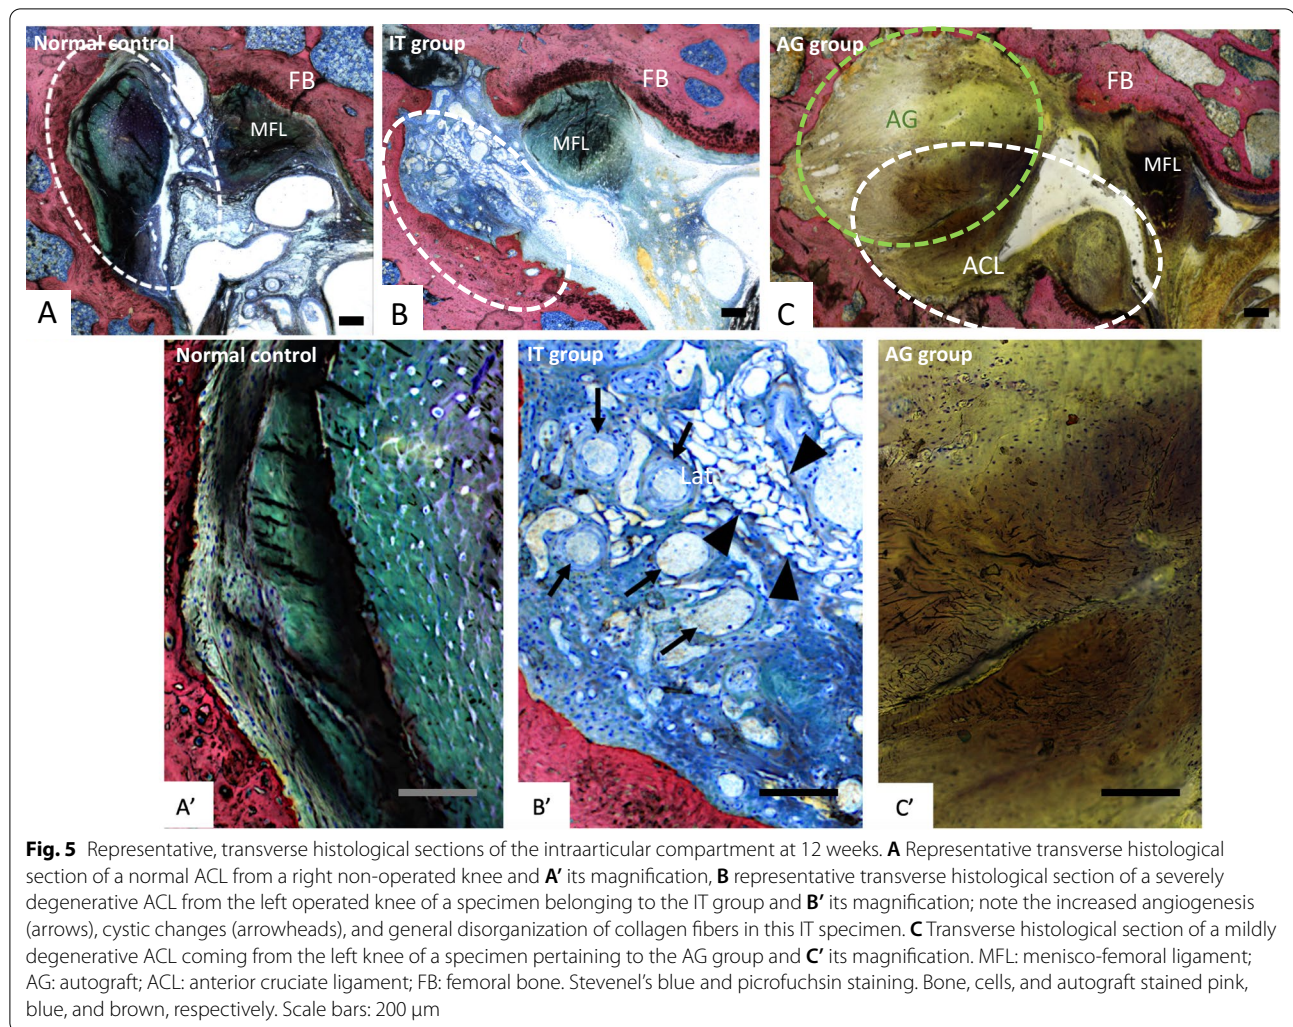 Normal control
FB
MFL
A
IT group
FB
MFL
B
AG group
FB
AG
MFL
ACL
C
Normal control
A’
IT group
Lat
B’
AG group
C’
Fig. 5 Representative, transverse histological sections of the intraarticular compartment at 12 weeks. A Representative transverse histological
section of a normal ACL from a right non-operated knee and A’ its magnification, B representative transverse histological section of a severely
degenerative ACL from the left operated knee of a specimen belonging to the IT group and B’ its magnification; note the increased angiogenesis
(arrows), cystic changes (arrowheads), and general disorganization of collagen fibers in this IT specimen. C Transverse histological section of a mildly
degenerative ACL coming from the left knee of a specimen pertaining to the AG group and C’ its magnification. MFL: menisco-femoral ligament;
AG: autograft; ACL: anterior cruciate ligament; FB: femoral bone. Stevenel’s blue and picrofuchsin staining. Bone, cells, and autograft stained pink,
blue, and brown, respectively. Scale bars: 200 μm